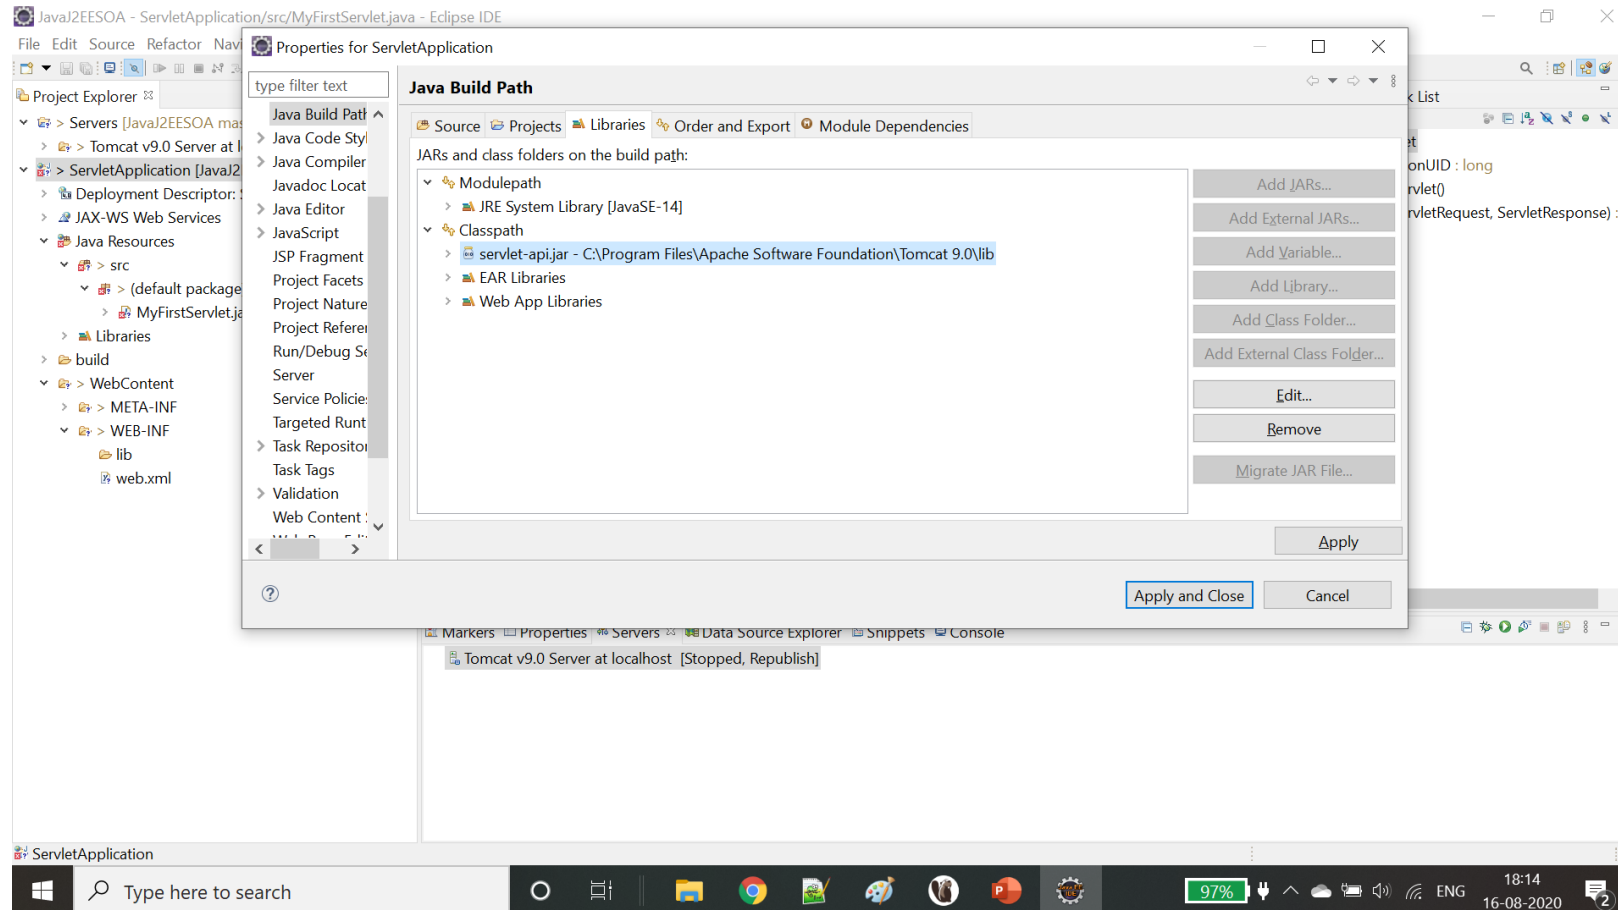 JavaJ2EESOA - ServletApplication/src/MyFirstServlet.java - Eclipse IDE
File Edit Source Refactor Navi
Properties for ServletApplication
type filter text
Java Build Path
Project Explorer
k List
> Servers [JavaJ2EESOA mas
> Tomcat v9.0 Server at l
> ServletApplication [JavaJ2
Deployment Descriptor: S
JAX-WS Web Services
Java Resources
> src
> (default package
MyFirstServlet.ja
Libraries
build
> WebContent
> META-INF
> WEB-INF
lib
web.xml
Java Build Path
Java Code Styl
Java Compiler
Javadoc Locat
Java Editor
JavaScript
JSP Fragment
Project Facets
Project Nature
Project Referer
Run/Debug Se
Server
Service Policies
Targeted Runt
Task Repositor
Task Tags
Validation
Web Content S
Source Projects Libraries Order and Export Module Dependencies
JARs and class folders on the build path:
Modulepath
JRE System Library [JavaSE-14]
Classpath
servlet-api.jar - C:\Program Files\Apache Software Foundation\Tomcat 9.0\lib
EAR Libraries
Web App Libraries
Add JARs...
Add External JARs...
Add Variable...
Add Library...
Add Class Folder...
Add External Class Folder...
Edit...
Remove
Migrate JAR File...
Apply
Apply and Close Cancel
et
onUID : long
rvlet()
rvletRequest, ServletResponse) :
Markers Properties Servers Data Source Explorer Snippets Console
Tomcat v9.0 Server at localhost [Stopped, Republish]
ServletApplication
Type here to search
97%
ENG
18:14
16-08-2020
2